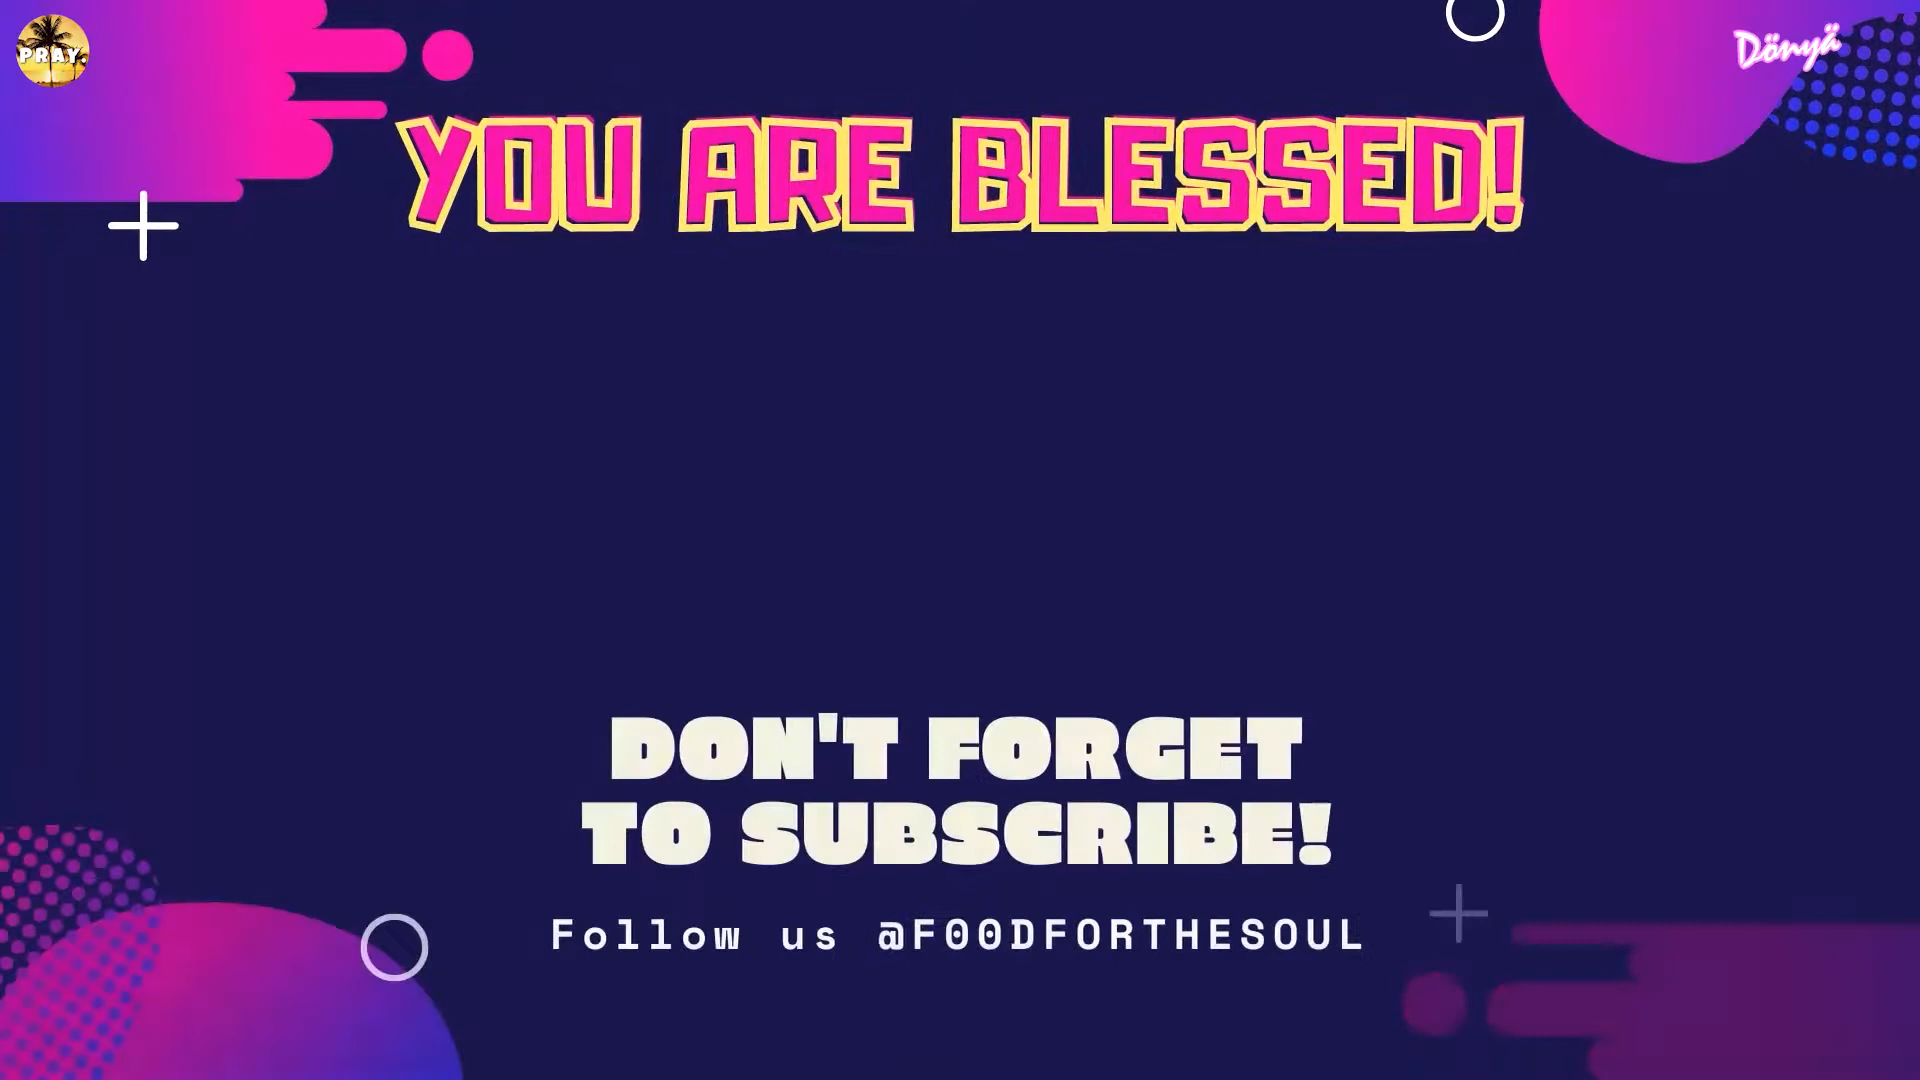 PRAY.
Dönyä
YOU ARE BLESSED!
DON'T FORGET
TO SUBSCRIBE!
Follow us @F00DFORTHESOUL